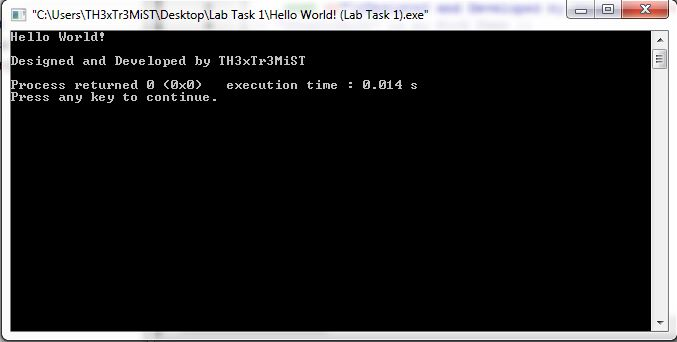 "C:\Users\TH3xTr3MiST\Desktop\Lab Task 1\Hello World! (Lab Task 1).exe"
Hello World!
Designed and Developed by TH3xTr3MiST
Process returned 0 (0x0)   execution time : 0.014 s
Press any key to continue.